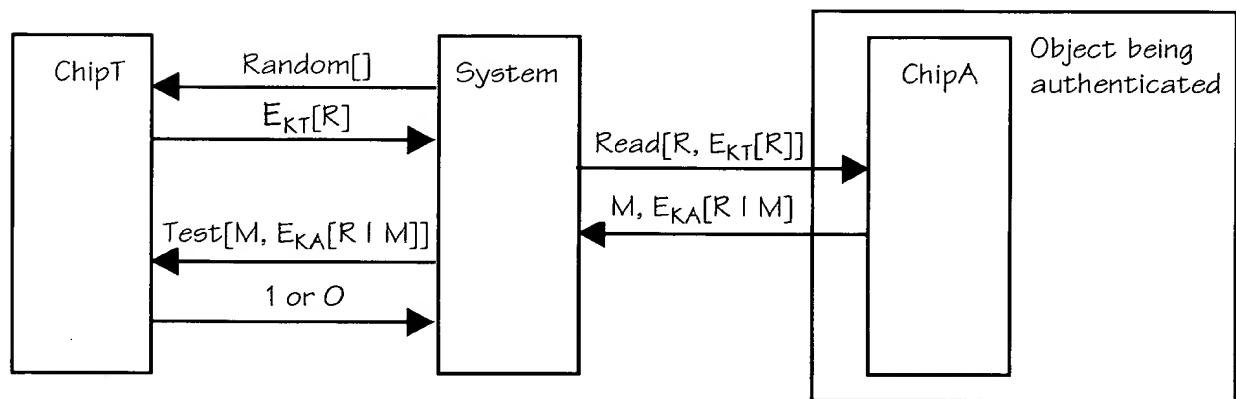 ChipT
Random[]
System
E_KT[R]
Test[M, E_KA[R | M]]
1 or 0
Read[R, E_KT[R]]
M, E_KA[R | M]
ChipA
Object being
authenticated